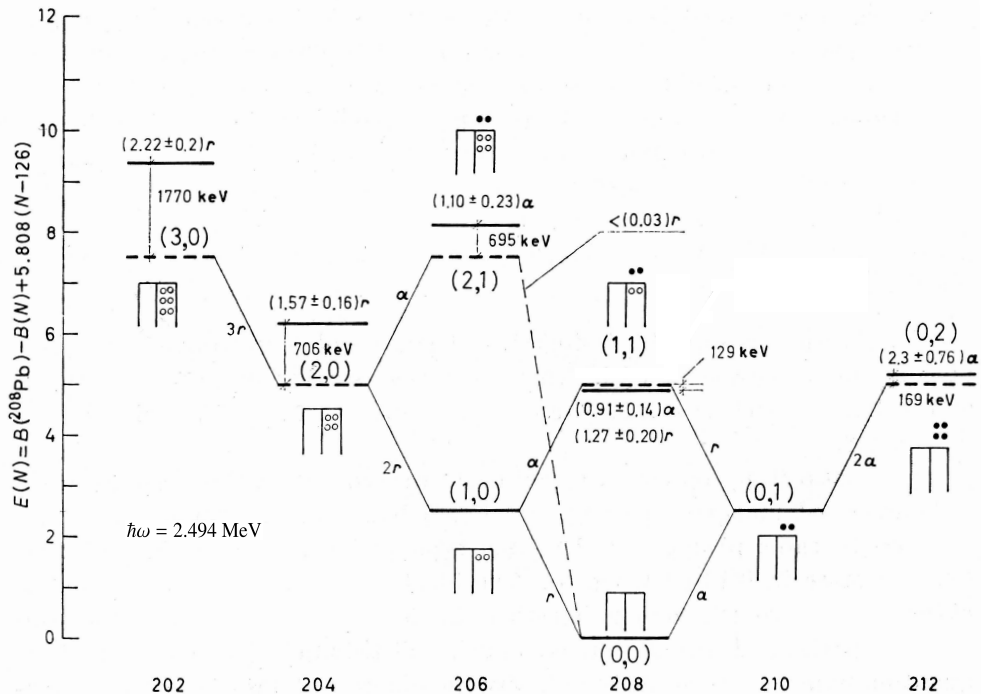 12
10
8
6
4
2
0
E(N)=B(²⁰⁸Pb)−B(N)+5.808(N−126)
(2.22±0.2)r
1770 keV
(3,0)
3r
(1.57±0.16)r
706 keV
(2,0)
2r
ℏω = 2.494 MeV
(1.10±0.23)α
695 keV
(2,1)
α
(1,0)
r
<(0.03)r
(1,1)
129 keV
(0.91±0.14)α
(1.27±0.20)r
α
r
(0,0)
α
(0,1)
2α
(0,2)
(2.3±0.76)α
169 keV
202 204 206 208 210 212